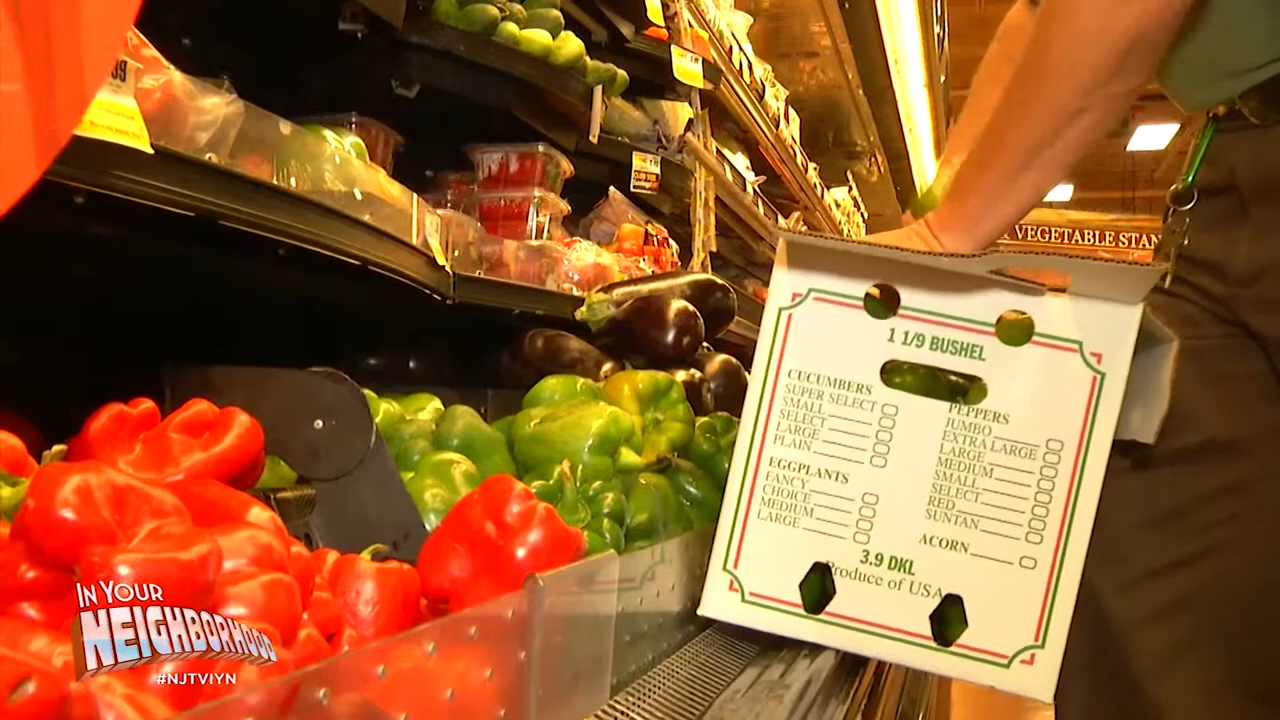 VEGETABLE STAN
1 1/9 BUSHEL
CUCUMBERS
SUPER SELECT
SMALL
SELECT
LARGE
PLAIN
EGGPLANTS
FANCY
CHOICE
MEDIUM
LARGE
PEPPERS
JUMBO
EXTRA LARGE
LARGE
MEDIUM
SMALL
SELECT
RED
SUNTAN
ACORN
3.9 DKL
Produce of USA
IN YOUR
NEIGHBORHOOD
#NJTVIYN